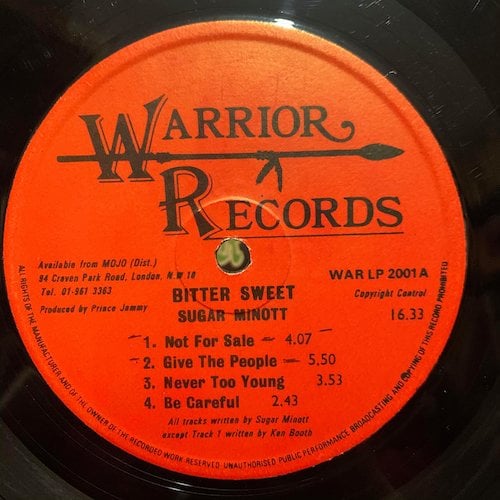 WARRIOR
RECORDS
Available from MOJO (Dist.)
94 Craven Park Road, London, N.W 10
Tel. 01-961 3363
Produced by Prince Jammy
WAR LP 2001A
Copyright Control
16.33
BITTER SWEET
SUGAR MINOTT
1. Not For Sale — 4.07
2. Give The People — 5.50
3. Never Too Young 3.53
4. Be Careful 2.43
All tracks written by Sugar Minott
except Track 1 written by Ken Booth
ALL RIGHTS OF THE MANUFACTURER AND OF THE OWNER OF THE RECORDED WORK RESERVED UNAUTHORISED PUBLIC PERFORMANCE BROADCASTING AND COPYING OF THIS RECORD PROHIBITED